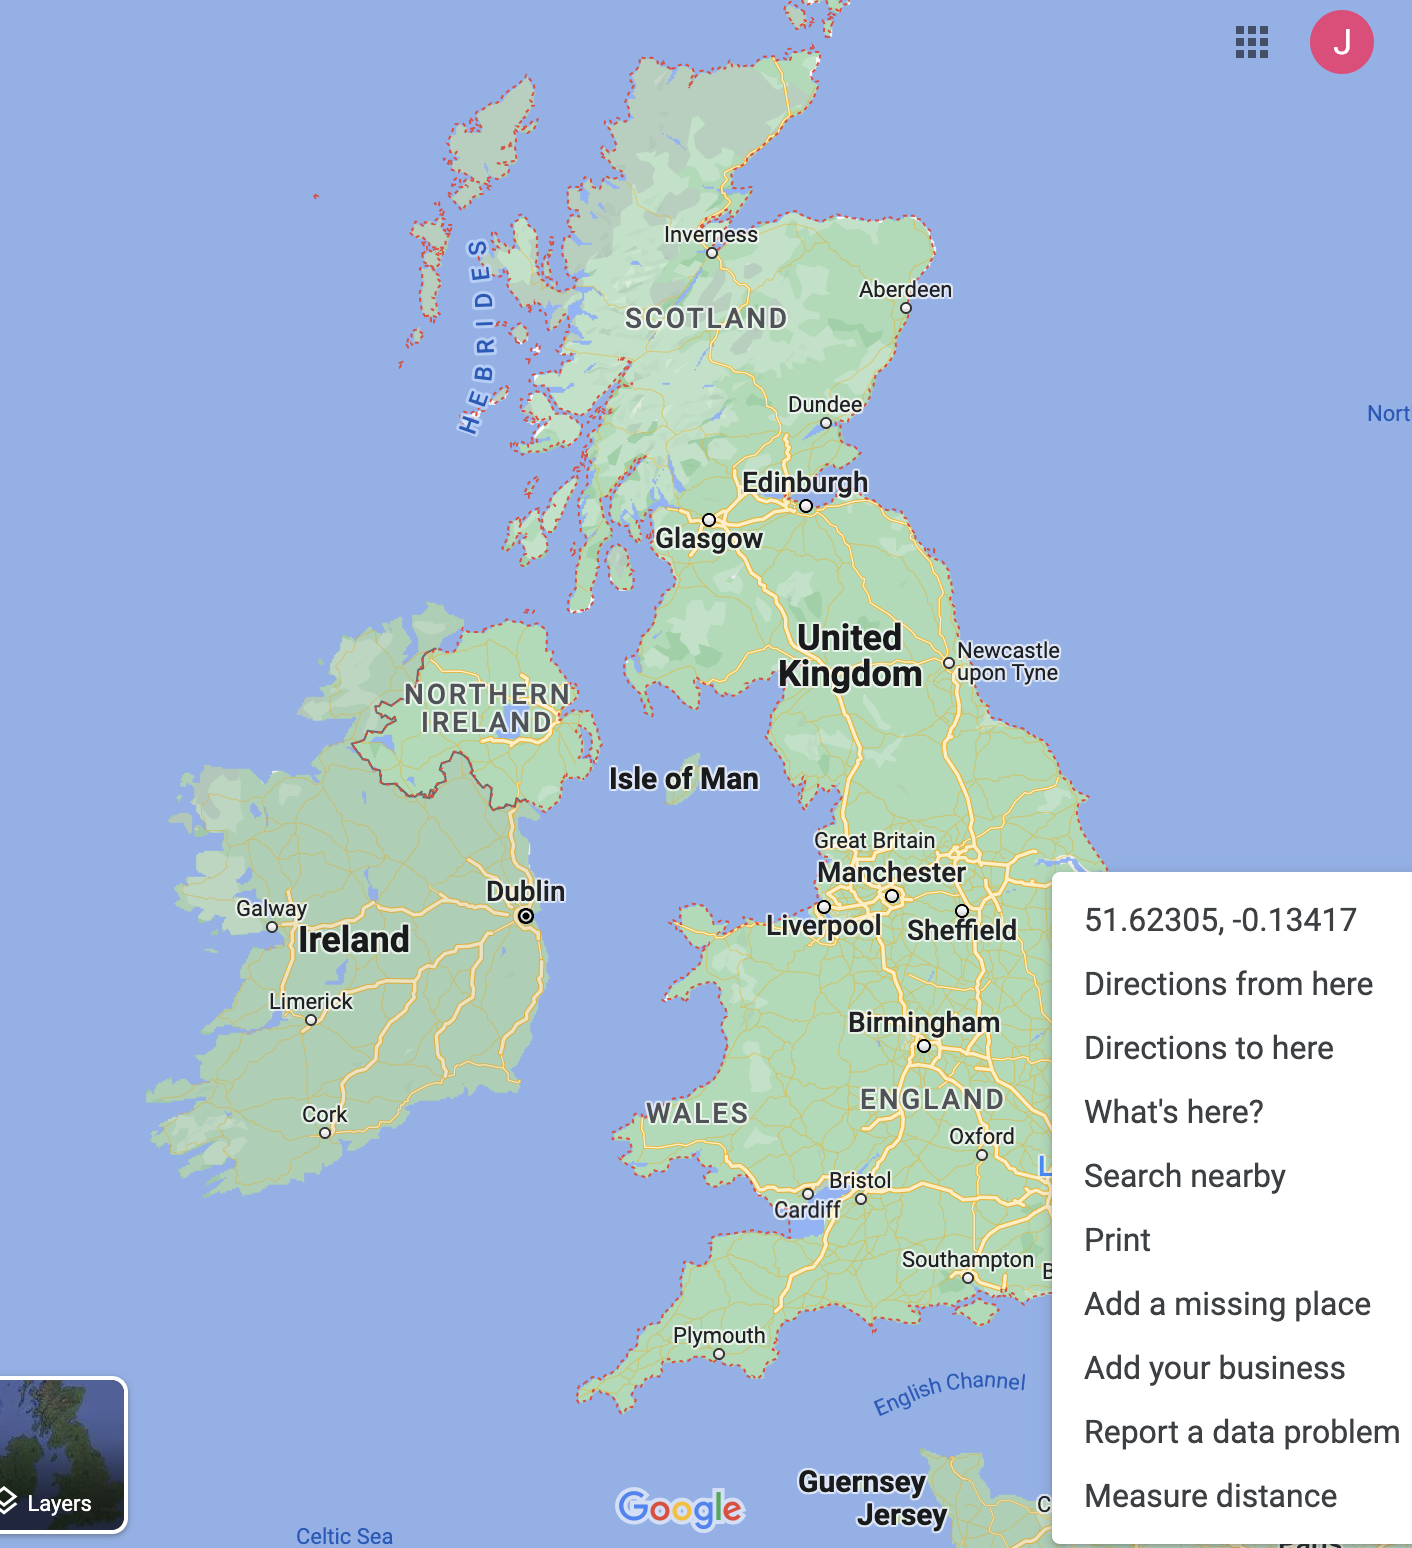 J
Inverness
HEBRIDES
Aberdeen
SCOTLAND
Dundee
Nort
Edinburgh
Glasgow
United
Kingdom
Newcastle
upon Tyne
NORTHERN
IRELAND
Isle of Man
Great Britain
Manchester
Dublin
Galway
Ireland
Liverpool
Sheffield
Limerick
Birmingham
WALES
ENGLAND
Cork
Oxford
L
Bristol
Cardiff
Southampton
B
Plymouth
English Channel
Guernsey
Jersey
C
Celtic Sea
Layers
Google
51.62305, -0.13417
Directions from here
Directions to here
What's here?
Search nearby
Print
Add a missing place
Add your business
Report a data problem
Measure distance